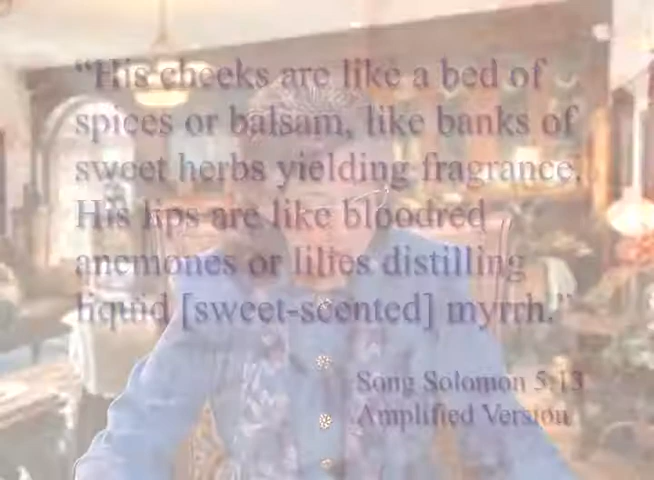 “His cheeks are like a bed of
spices or balsam, like banks of
sweet herbs yielding fragrance.
His lips are like bloodred
anemones or lilies distilling
liquid [sweet-scented] myrrh.”
Song Solomon 5:13
Amplified Version